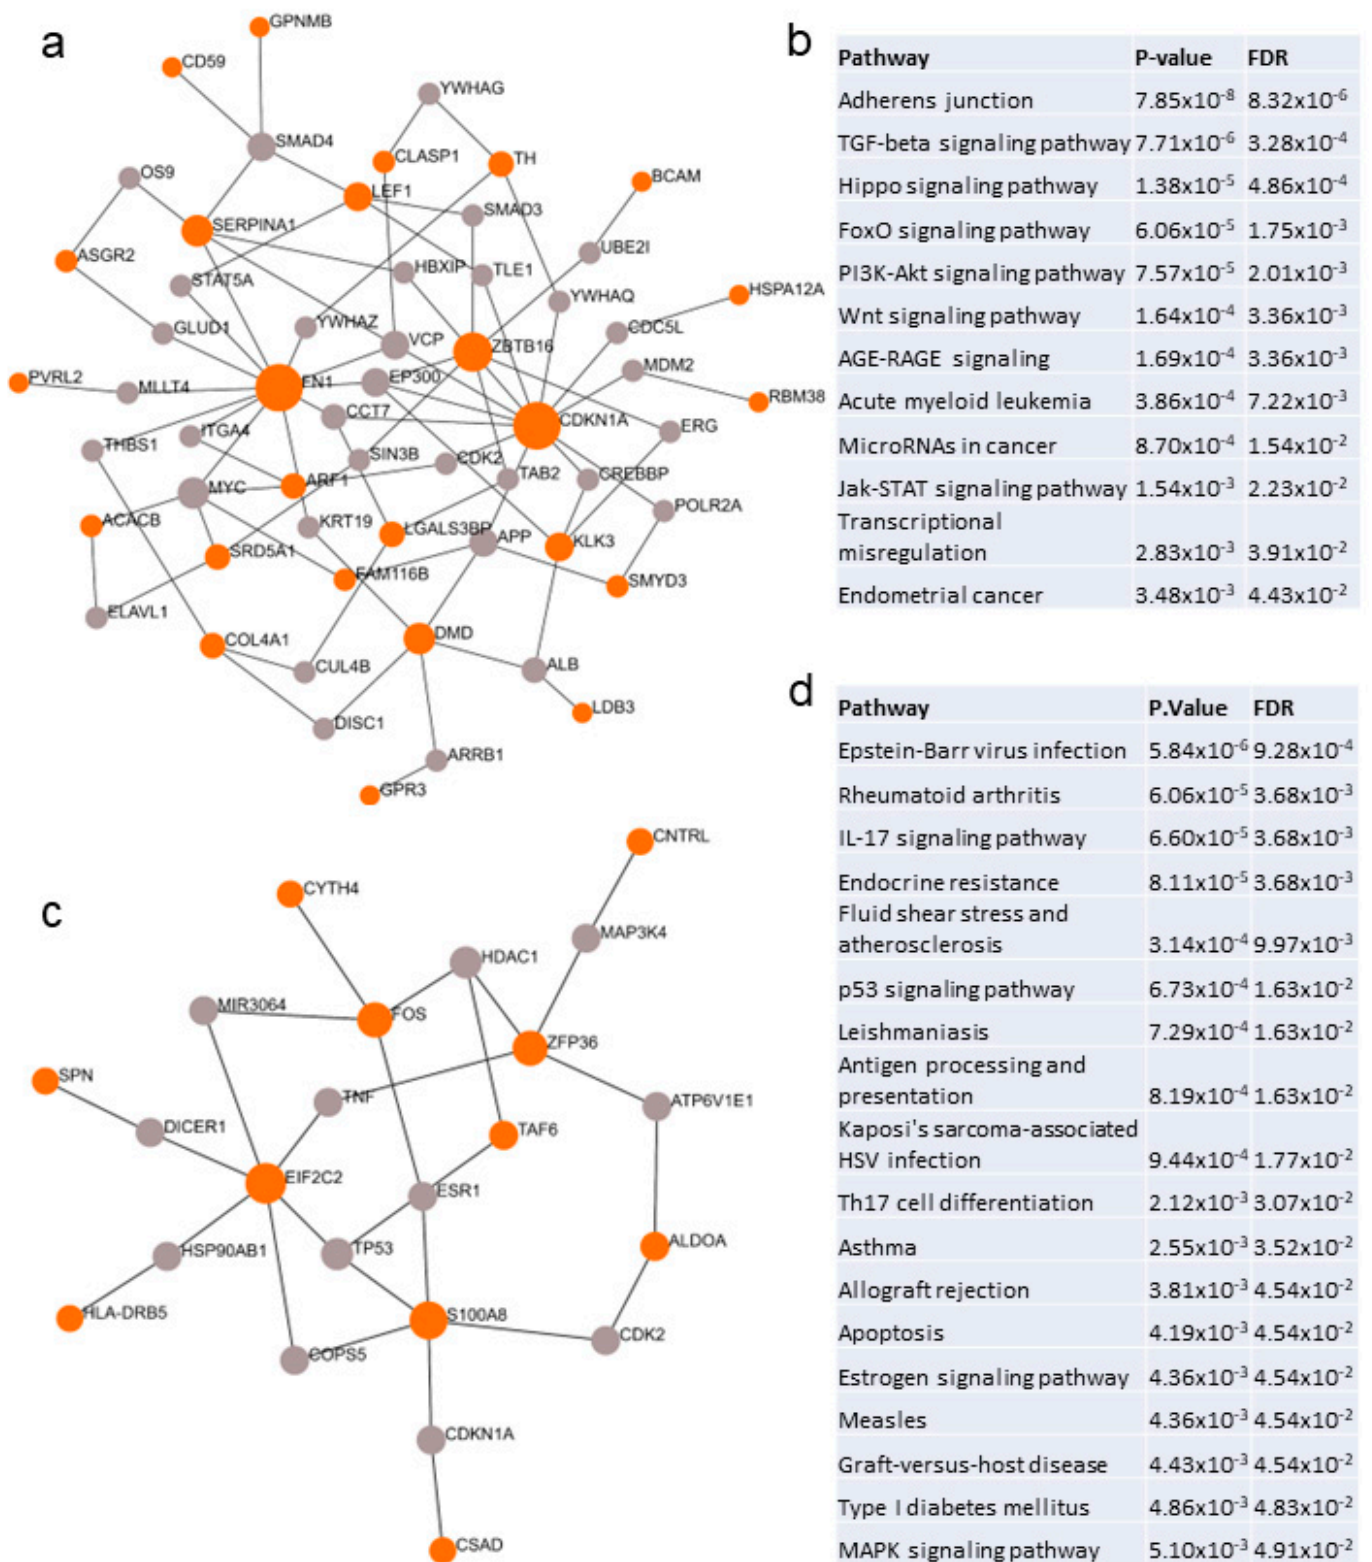 a
GPNMB
CD59
YWHAG
SMAD4
CLASP1
TH
OS9
LEF1
BCAM
SERPINA1
SMAD3
UBE2I
ASGR2
STAT5A
HBXIP
TLE1
HSPA12A
YWHAQ
GLUD1
YWHAZ
VCP
CDC5L
ZBTB16
PVRL2
MLLT4
FN1
EP300
MDM2
RBM38
CCT7
CDKN1A
THBS1
ITGA4
ERG
SIN3B
CDK2
MYC
ARF1
TAB2
CREBBP
POLR2A
ACACB
KRT19
LGALS3BP
APP
KLK3
SRD5A1
FAM116B
SMYD3
ELAVL1
COL4A1
DMD
CUL4B
ALB
DISC1
LDB3
ARRB1
GPR3
b
Pathway P-value FDR
Adherens junction 7.85x10-8 8.32x10-6
TGF-beta signaling pathway 7.71x10-6 3.28x10-4
Hippo signaling pathway 1.38x10-5 4.86x10-4
FoxO signaling pathway 6.06x10-5 1.75x10-3
PI3K-Akt signaling pathway 7.57x10-5 2.01x10-3
Wnt signaling pathway 1.64x10-4 3.36x10-3
AGE-RAGE signaling 1.69x10-4 3.36x10-3
Acute myeloid leukemia 3.86x10-4 7.22x10-3
MicroRNAs in cancer 8.70x10-4 1.54x10-2
Jak-STAT signaling pathway 1.54x10-3 2.23x10-2
Transcriptional
misregulation 2.83x10-3 3.91x10-2
Endometrial cancer 3.48x10-3 4.43x10-2
c
CNTRL
CYTH4
MAP3K4
HDAC1
MIR3064
FOS
ZFP36
SPN
TNF
ATP6V1E1
DICER1
TAF6
EIF2C2
ESR1
HSP90AB1
TP53
ALDOA
HLA-DRB5
S100A8
COPS5
CDK2
CDKN1A
CSAD
d
Pathway P.Value FDR
Epstein-Barr virus infection 5.84x10-6 9.28x10-4
Rheumatoid arthritis 6.06x10-5 3.68x10-3
IL-17 signaling pathway 6.60x10-5 3.68x10-3
Endocrine resistance 8.11x10-5 3.68x10-3
Fluid shear stress and
atherosclerosis 3.14x10-4 9.97x10-3
p53 signaling pathway 6.73x10-4 1.63x10-2
Leishmaniasis 7.29x10-4 1.63x10-2
Antigen processing and
presentation 8.19x10-4 1.63x10-2
Kaposi's sarcoma-associated
HSV infection 9.44x10-4 1.77x10-2
Th17 cell differentiation 2.12x10-3 3.07x10-2
Asthma 2.55x10-3 3.52x10-2
Allograft rejection 3.81x10-3 4.54x10-2
Apoptosis 4.19x10-3 4.54x10-2
Estrogen signaling pathway 4.36x10-3 4.54x10-2
Measles 4.36x10-3 4.54x10-2
Graft-versus-host disease 4.43x10-3 4.54x10-2
Type I diabetes mellitus 4.86x10-3 4.83x10-2
MAPK signaling pathway 5.10x10-3 4.91x10-2